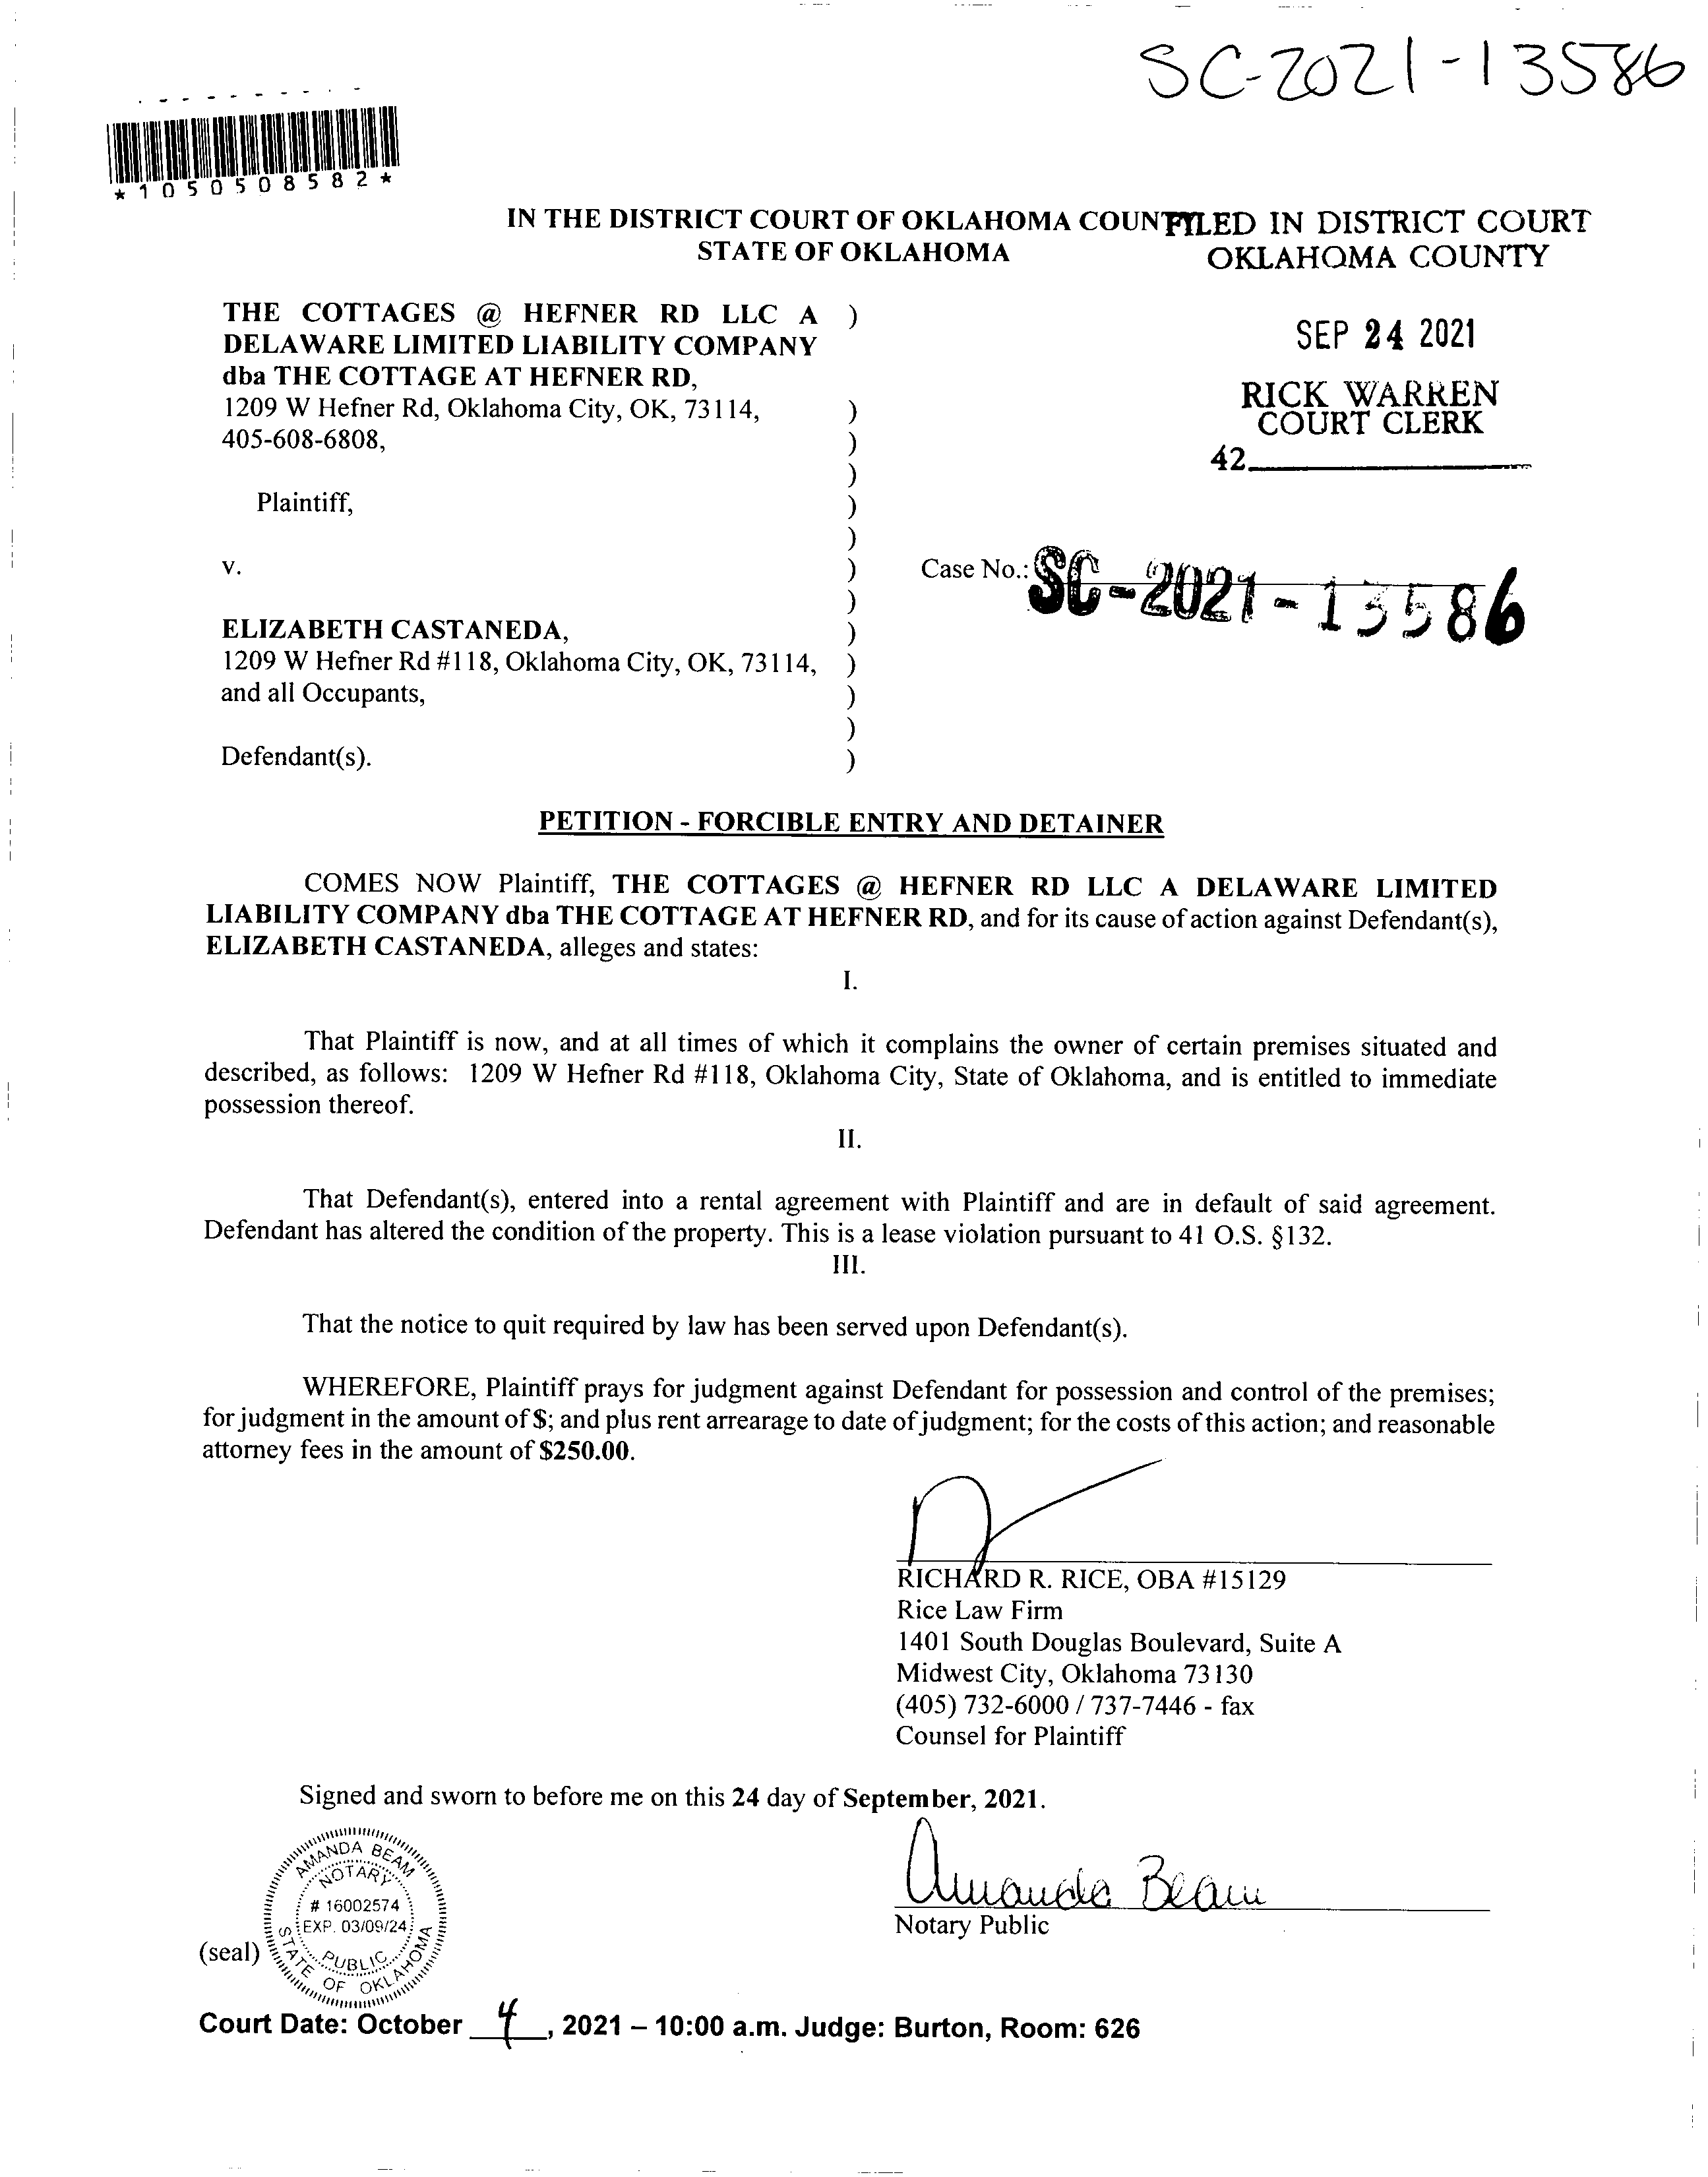 SC-2021-13586
*1050508582*
IN THE DISTRICT COURT OF OKLAHOMA COUNTY
STATE OF OKLAHOMA
FILED IN DISTRICT COURT
OKLAHOMA COUNTY
SEP 24 2021
RICK WARREN
COURT CLERK
42
THE COTTAGES @ HEFNER RD LLC A )
DELAWARE LIMITED LIABILITY COMPANY
dba THE COTTAGE AT HEFNER RD,
1209 W Hefner Rd, Oklahoma City, OK, 73114, )
405-608-6808, )
)
Plaintiff, )
)
v. )
)
ELIZABETH CASTANEDA, )
1209 W Hefner Rd #118, Oklahoma City, OK, 73114, )
and all Occupants, )
)
Defendant(s). )
Case No.: SC-2021-13586
PETITION - FORCIBLE ENTRY AND DETAINER
COMES NOW Plaintiff, THE COTTAGES @ HEFNER RD LLC A DELAWARE LIMITED
LIABILITY COMPANY dba THE COTTAGE AT HEFNER RD, and for its cause of action against Defendant(s),
ELIZABETH CASTANEDA, alleges and states:
I.
That Plaintiff is now, and at all times of which it complains the owner of certain premises situated and
described, as follows: 1209 W Hefner Rd #118, Oklahoma City, State of Oklahoma, and is entitled to immediate
possession thereof.
II.
That Defendant(s), entered into a rental agreement with Plaintiff and are in default of said agreement.
Defendant has altered the condition of the property. This is a lease violation pursuant to 41 O.S. §132.
III.
That the notice to quit required by law has been served upon Defendant(s).
WHEREFORE, Plaintiff prays for judgment against Defendant for possession and control of the premises;
for judgment in the amount of $; and plus rent arrearage to date of judgment; for the costs of this action; and reasonable
attorney fees in the amount of $250.00.
RICHARD R. RICE, OBA #15129
Rice Law Firm
1401 South Douglas Boulevard, Suite A
Midwest City, Oklahoma 73130
(405) 732-6000 / 737-7446 - fax
Counsel for Plaintiff
Signed and sworn to before me on this 24 day of September, 2021.
Amanda Beam
Notary Public
(seal)
AMANDA BEAM
NOTARY
# 16002574
EXP. 03/09/24
PUBLIC
STATE OF OKLAHOMA
Court Date: October 4, 2021 – 10:00 a.m. Judge: Burton, Room: 626